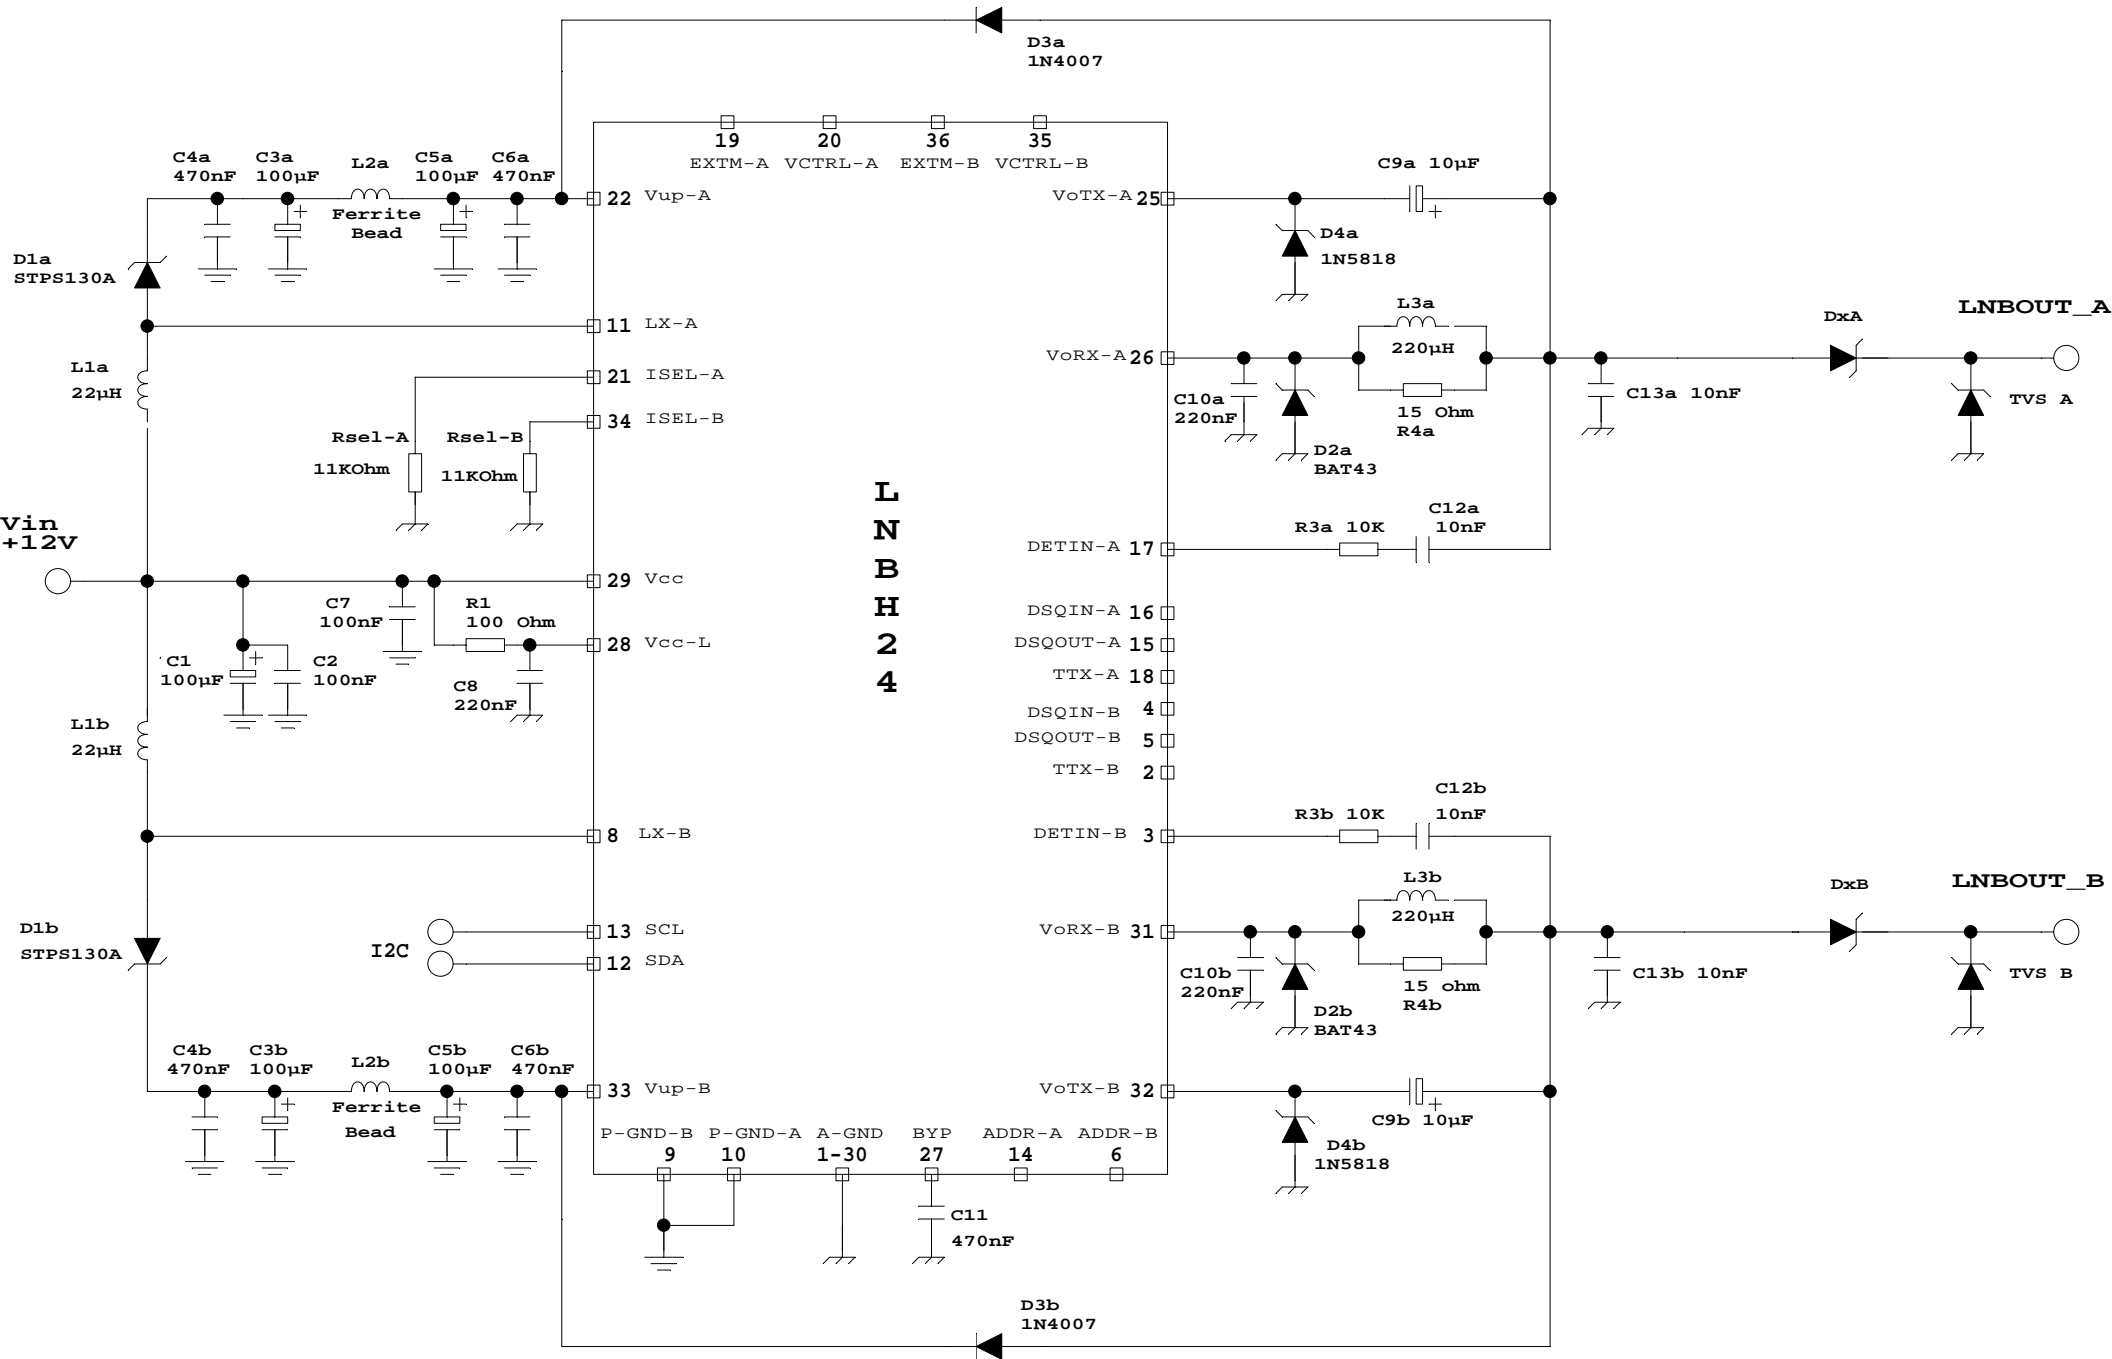 D3a
1N4007
19
20
36
35
EXTM-A
VCTRL-A
EXTM-B
VCTRL-B
C4a
470nF
C3a
100µF
L2a
Ferrite
Bead
C5a
100µF
C6a
470nF
+
+
22 Vup-A
VoTX-A 25
C9a 10µF
+
D4a
1N5818
D1a
STPS130A
11 LX-A
L3a
220µH
15 Ohm
R4a
DxA
LNBOUT_A
VoRX-A 26
L1a
22µH
21 ISEL-A
34 ISEL-B
C10a
220nF
C13a 10nF
TVS A
D2a
BAT43
Rsel-A
11KOhm
Rsel-B
11KOhm
L
N
B
H
2
4
Vin
+12V
C12a
10nF
R3a 10K
DETIN-A 17
29 Vcc
C7
100nF
R1
100 Ohm
DSQIN-A 16
DSQOUT-A 15
28 Vcc-L
C1
100µF
+
C2
100nF
C8
220nF
TTX-A 18
DSQIN-B 4
DSQOUT-B 5
TTX-B 2
L1b
22µH
C12b
10nF
R3b 10K
8 LX-B
DETIN-B 3
L3b
220µH
15 ohm
R4b
DxB
LNBOUT_B
D1b
STPS130A
I2C
13 SCL
12 SDA
VoRX-B 31
C10b
220nF
C13b 10nF
TVS B
D2b
BAT43
C4b
470nF
C3b
100µF
L2b
Ferrite
Bead
C5b
100µF
C6b
470nF
+
+
33 Vup-B
VoTX-B 32
+
C9b 10µF
D4b
1N5818
P-GND-B
P-GND-A
A-GND
BYP
ADDR-A
ADDR-B
9
10
1-30
27
14
6
C11
470nF
D3b
1N4007